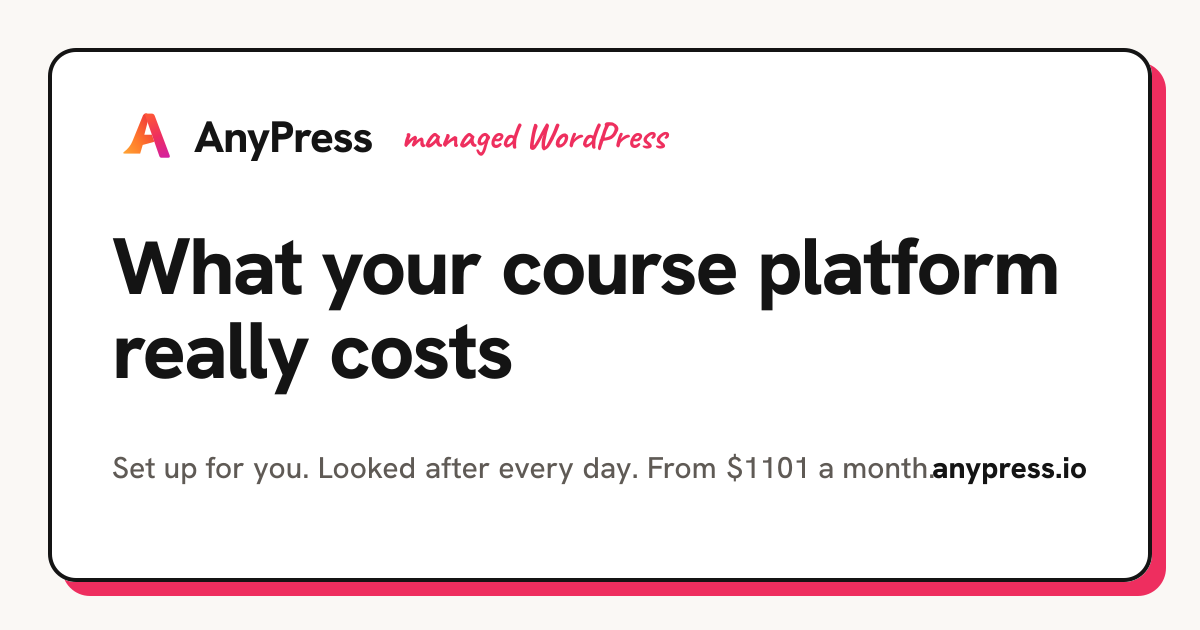 AnyPress managed WordPress
What your course platform
really costs
Set up for you. Looked after every day. From $1101 a month. anypress.io